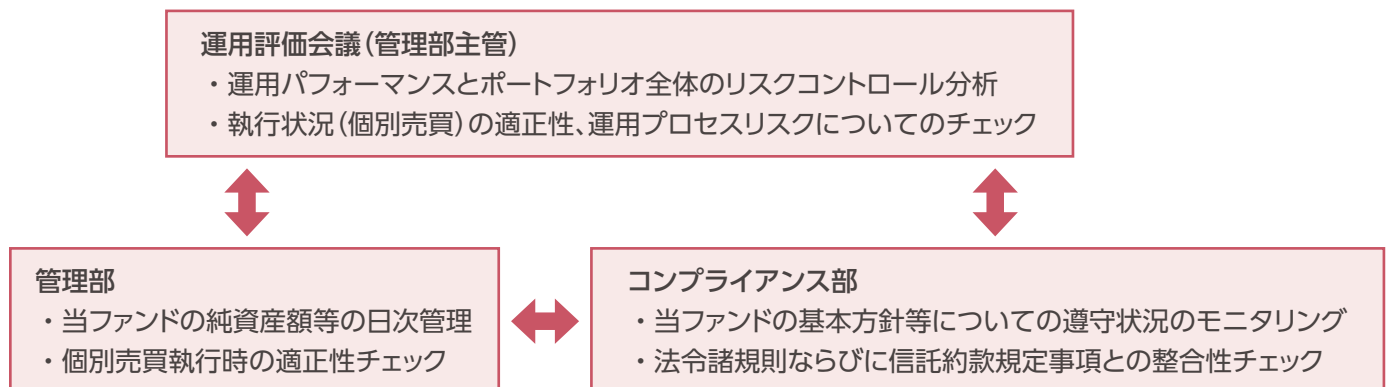 運用評価会議(管理部主管)
・運用パフォーマンスとポートフォリオ全体のリスクコントロール分析
・執行状況(個別売買)の適正性、運用プロセスリスクについてのチェック
管理部
・当ファンドの純資産額等の日次管理
・個別売買執行時の適正性チェック
コンプライアンス部
・当ファンドの基本方針等についての遵守状況のモニタリング
・法令諸規則ならびに信託約款規定事項との整合性チェック